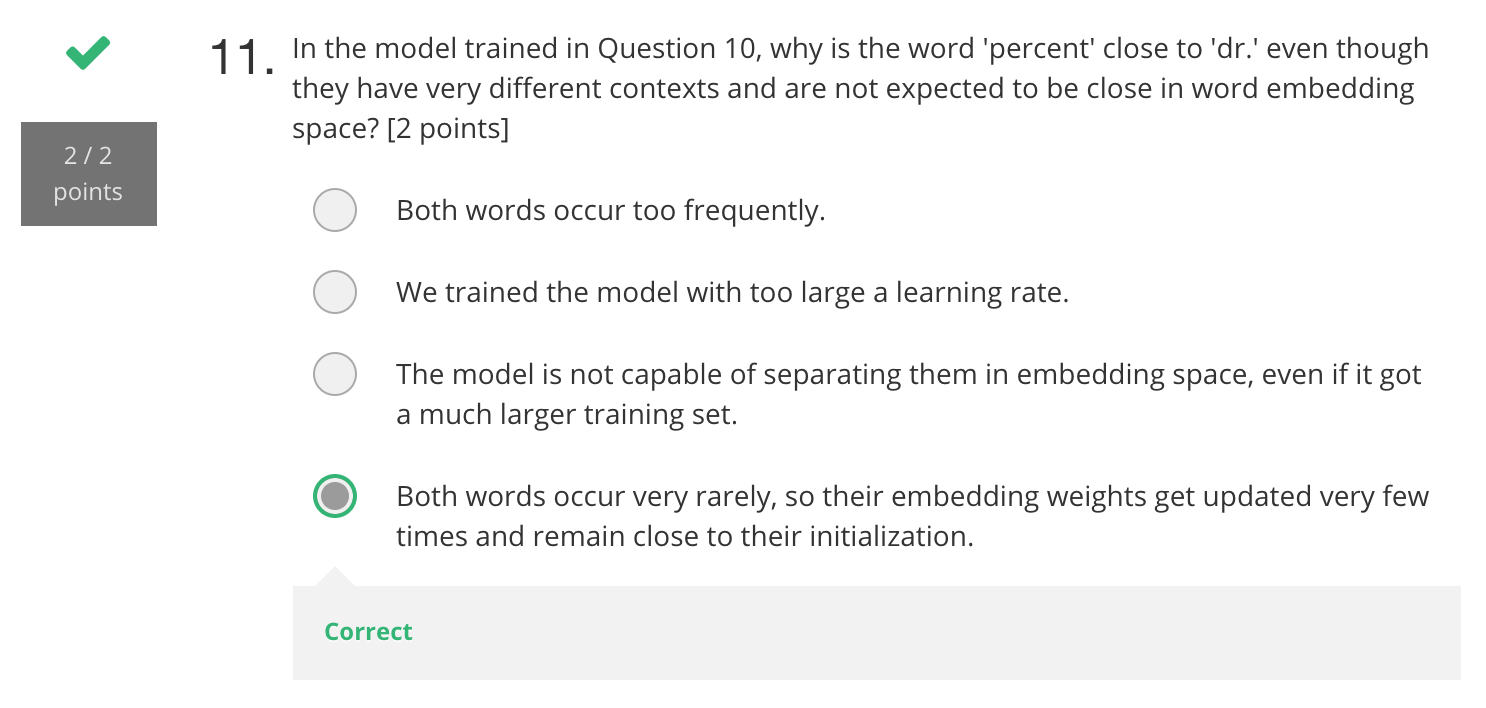 11.
In the model trained in Question 10, why is the word 'percent' close to 'dr.' even though
they have very different contexts and are not expected to be close in word embedding
space? [2 points]
2 / 2
points
Both words occur too frequently.
We trained the model with too large a learning rate.
The model is not capable of separating them in embedding space, even if it got
a much larger training set.
Both words occur very rarely, so their embedding weights get updated very few
times and remain close to their initialization.
Correct